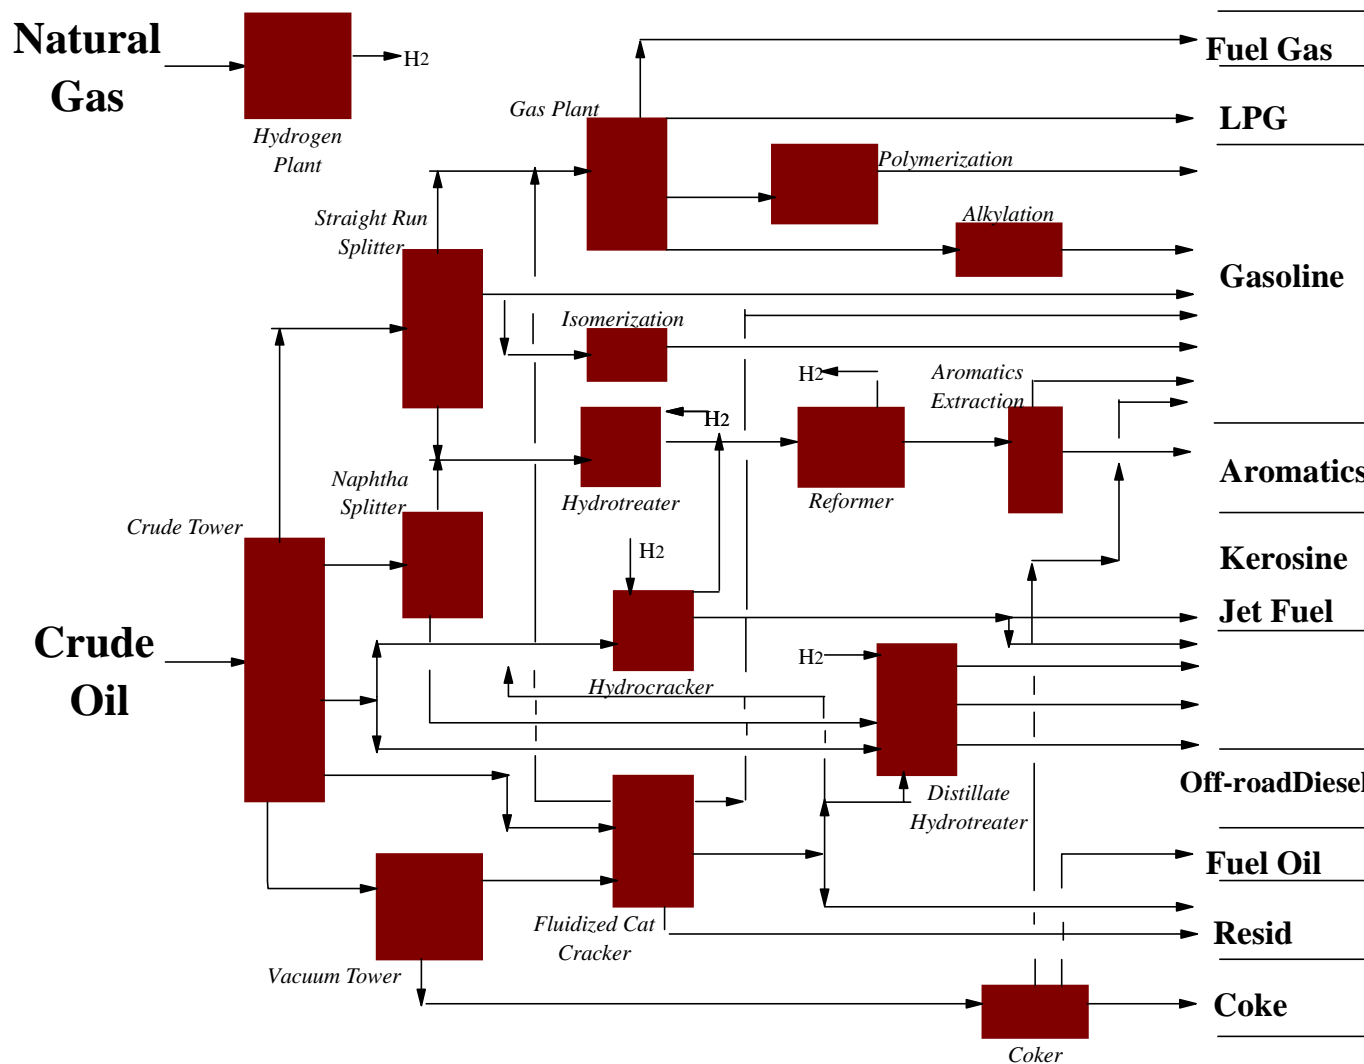 Natural
Gas
H2
Hydrogen
Plant
Gas Plant
Fuel Gas
LPG
Polymerization
Straight Run
Splitter
Alkylation
Gasoline
Isomerization
H2
Aromatics
Extraction
H2
Naphtha
Splitter
Hydrotreater
Reformer
Aromatics
Crude Tower
H2
Kerosine
Jet Fuel
Crude
Oil
H2
Hydrocracker
Distillate
Hydrotreater
Off-roadDiesel
Fuel Oil
Fluidized Cat
Cracker
Resid
Vacuum Tower
Coke
Coker